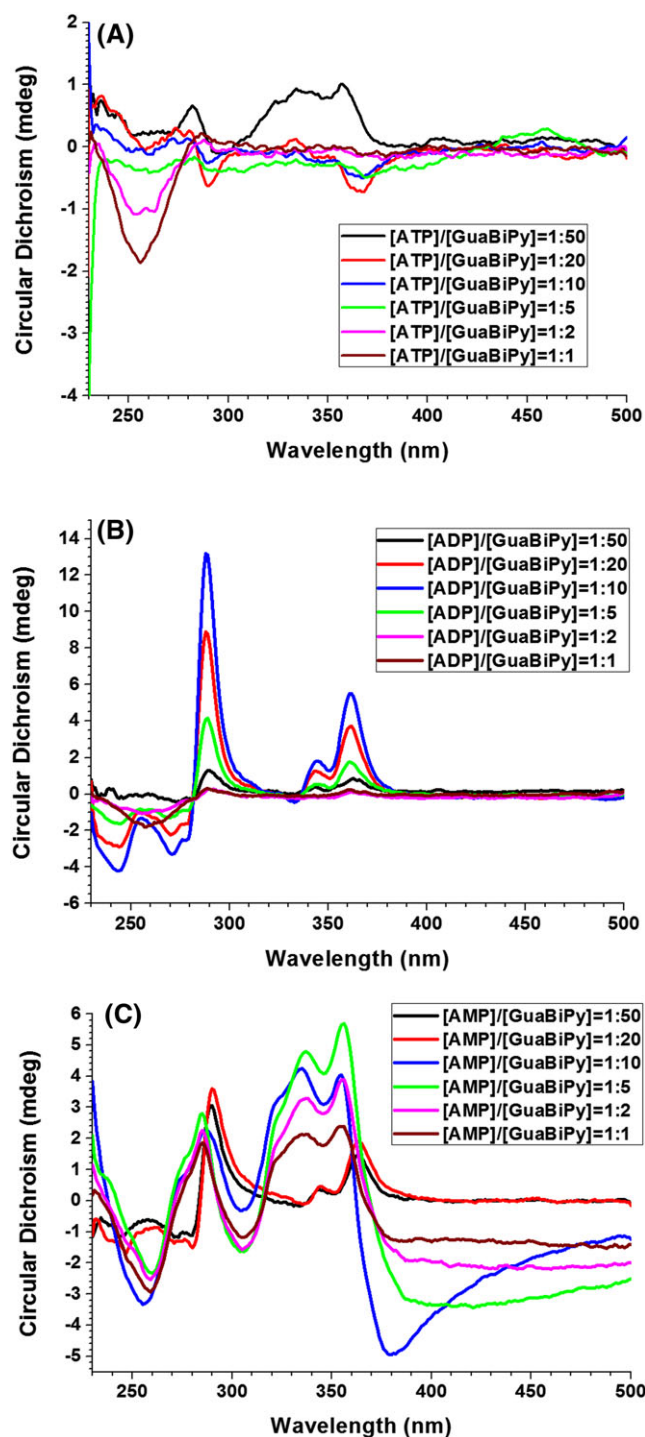 (A)
Circular Dichroism (mdeg)
2
1
0
-1
-2
-3
-4
[ATP]/[GuaBiPy]=1:50
[ATP]/[GuaBiPy]=1:20
[ATP]/[GuaBiPy]=1:10
[ATP]/[GuaBiPy]=1:5
[ATP]/[GuaBiPy]=1:2
[ATP]/[GuaBiPy]=1:1
250 300 350 400 450 500
Wavelength (nm)
(B)
Circular Dichroism (mdeg)
14
12
10
8
6
4
2
0
-2
-4
-6
[ADP]/[GuaBiPy]=1:50
[ADP]/[GuaBiPy]=1:20
[ADP]/[GuaBiPy]=1:10
[ADP]/[GuaBiPy]=1:5
[ADP]/[GuaBiPy]=1:2
[ADP]/[GuaBiPy]=1:1
250 300 350 400 450 500
Wavelength (nm)
(C)
Circular Dichroism (mdeg)
6
5
4
3
2
1
0
-1
-2
-3
-4
-5
[AMP]/[GuaBiPy]=1:50
[AMP]/[GuaBiPy]=1:20
[AMP]/[GuaBiPy]=1:10
[AMP]/[GuaBiPy]=1:5
[AMP]/[GuaBiPy]=1:2
[AMP]/[GuaBiPy]=1:1
250 300 350 400 450 500
Wavelength (nm)